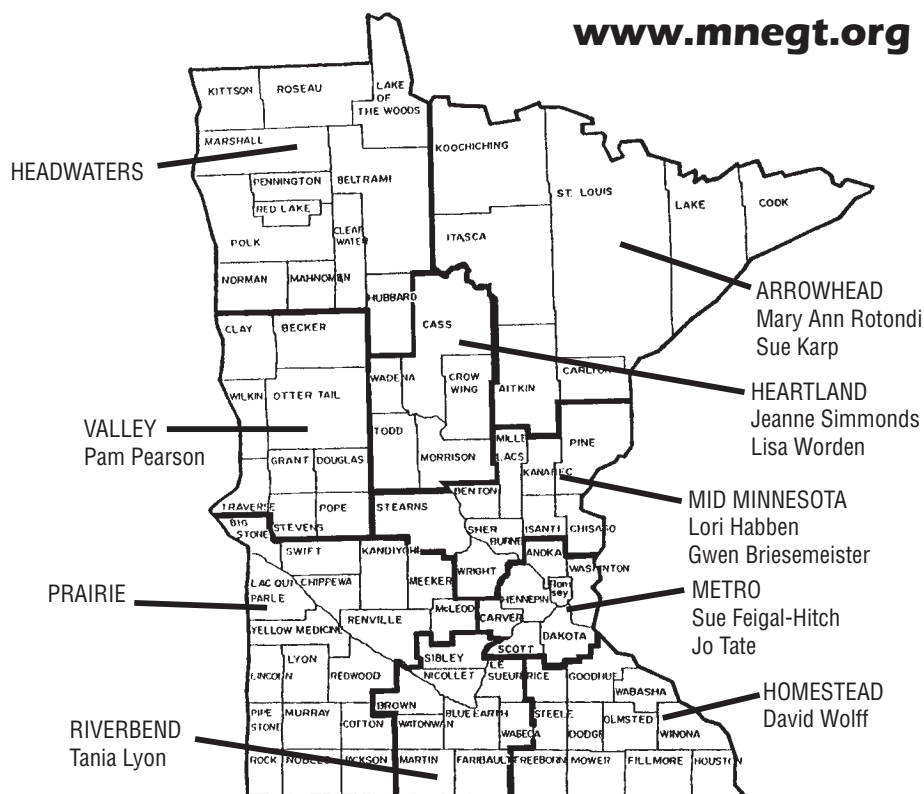 www.mnegt.org
KITTSON
ROSEAU
LAKE
OF
THE WOODS
MARSHALL
KOOCHICHING
HEADWATERS
PENNINGTON
BELTRAMI
ST. LOUIS
RED LAKE
LAKE
COOK
POLK
CLEAR
WATER
ITASCA
NORMAN
MAHNOMEN
HUBBARD
ARROWHEAD
Mary Ann Rotondi
Sue Karp
CLAY
BECKER
CASS
WADENA
CROW
WING
AITKIN
CARLTON
HEARTLAND
Jeanne Simmonds
Lisa Worden
WILKIN
OTTER TAIL
VALLEY
Pam Pearson
TODD
MILLE
LACS
PINE
GRANT
DOUGLAS
MORRISON
KANABEC
BENTON
TRAVERSE
POPE
STEARNS
MID MINNESOTA
Lori Habben
Gwen Briesemeister
BIG
STONE
STEVENS
SHER
BURNE
ISANTI
CHISAGO
SWIFT
KANDIYOHI
ANOKA
WASHINTON
PRAIRIE
LAC QUI
PARLE
CHIPPEWA
MEEKER
WRIGHT
HENNEPIN
Ram
sey
METRO
Sue Feigal-Hitch
Jo Tate
RENVILLE
McLEOD
CARVER
YELLOW MEDICINE
SCOTT
DAKOTA
SIBLEY
LINCOLN
LYON
REDWOOD
NICOLLET
LE
SUEUR
RICE
GOODHUE
WABASHA
HOMESTEAD
David Wolff
BROWN
PIPE
STONE
MURRAY
COTTON
WATONWAN
BLUE EARTH
WASECA
STEELE
DODGE
OLMSTED
WINONA
RIVERBEND
Tania Lyon
ROCK
NOBLES
JACKSON
MARTIN
FARIBAULT
FREEBORN
MOWER
FILLMORE
HOUSTON